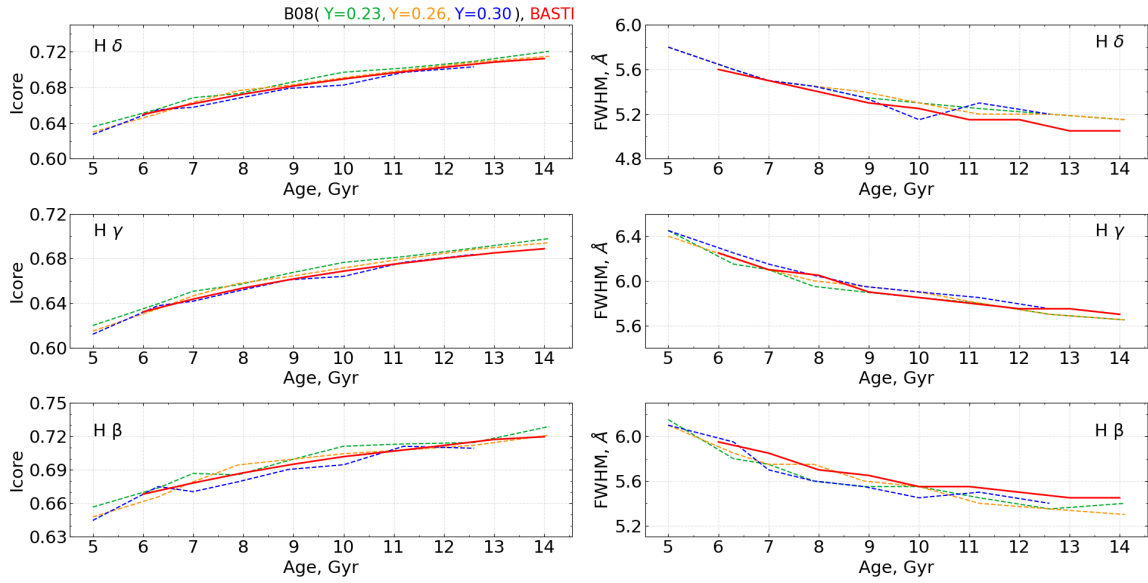 B08( Y=0.23, Y=0.26, Y=0.30), BASTI
H δ
Icore
0.72
0.68
0.64
0.60
5 6 7 8 9 10 11 12 13 14
Age, Gyr
H δ
FWHM, Å
6.0
5.6
5.2
4.8
5 6 7 8 9 10 11 12 13 14
Age, Gyr
H γ
Icore
0.72
0.68
0.64
0.60
5 6 7 8 9 10 11 12 13 14
Age, Gyr
H γ
FWHM, Å
6.4
6.0
5.6
5 6 7 8 9 10 11 12 13 14
Age, Gyr
H β
Icore
0.75
0.72
0.69
0.66
0.63
5 6 7 8 9 10 11 12 13 14
Age, Gyr
H β
FWHM, Å
6.0
5.6
5.2
5 6 7 8 9 10 11 12 13 14
Age, Gyr